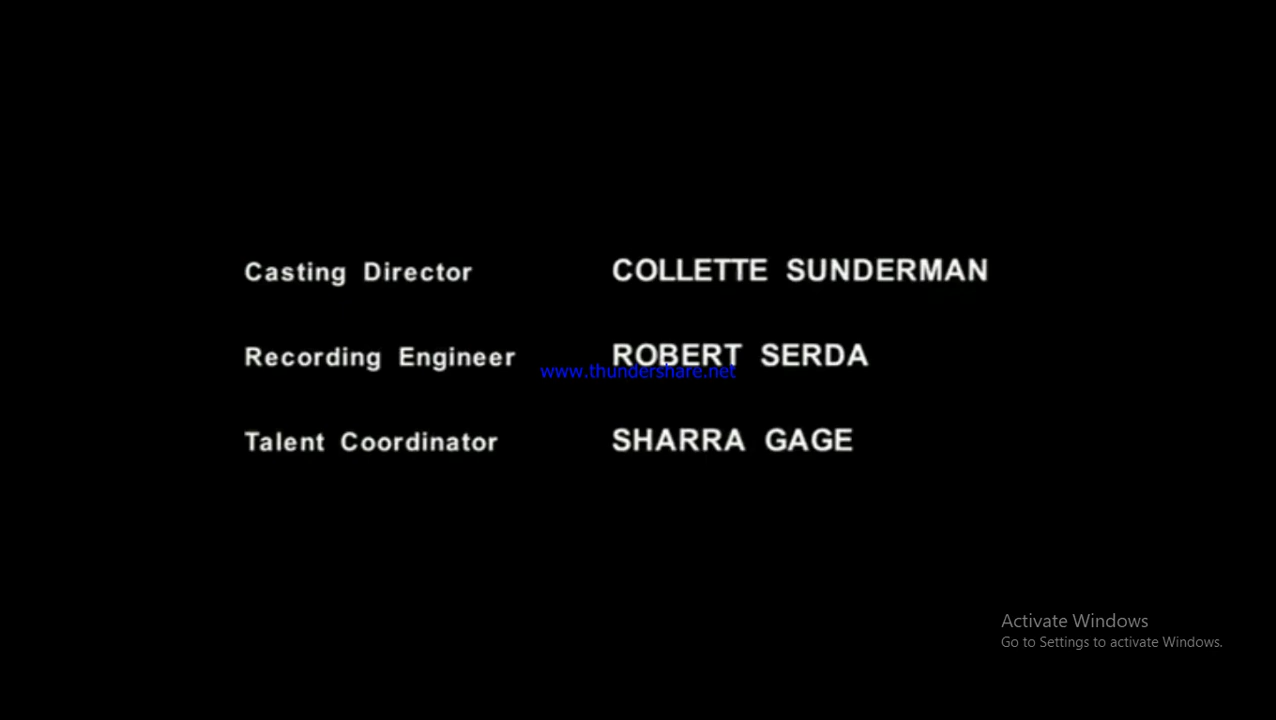 Casting Director COLLETTE SUNDERMAN
Recording Engineer ROBERT SERDA
www.thundershare.net
Talent Coordinator SHARRA GAGE
Activate Windows
Go to Settings to activate Windows.